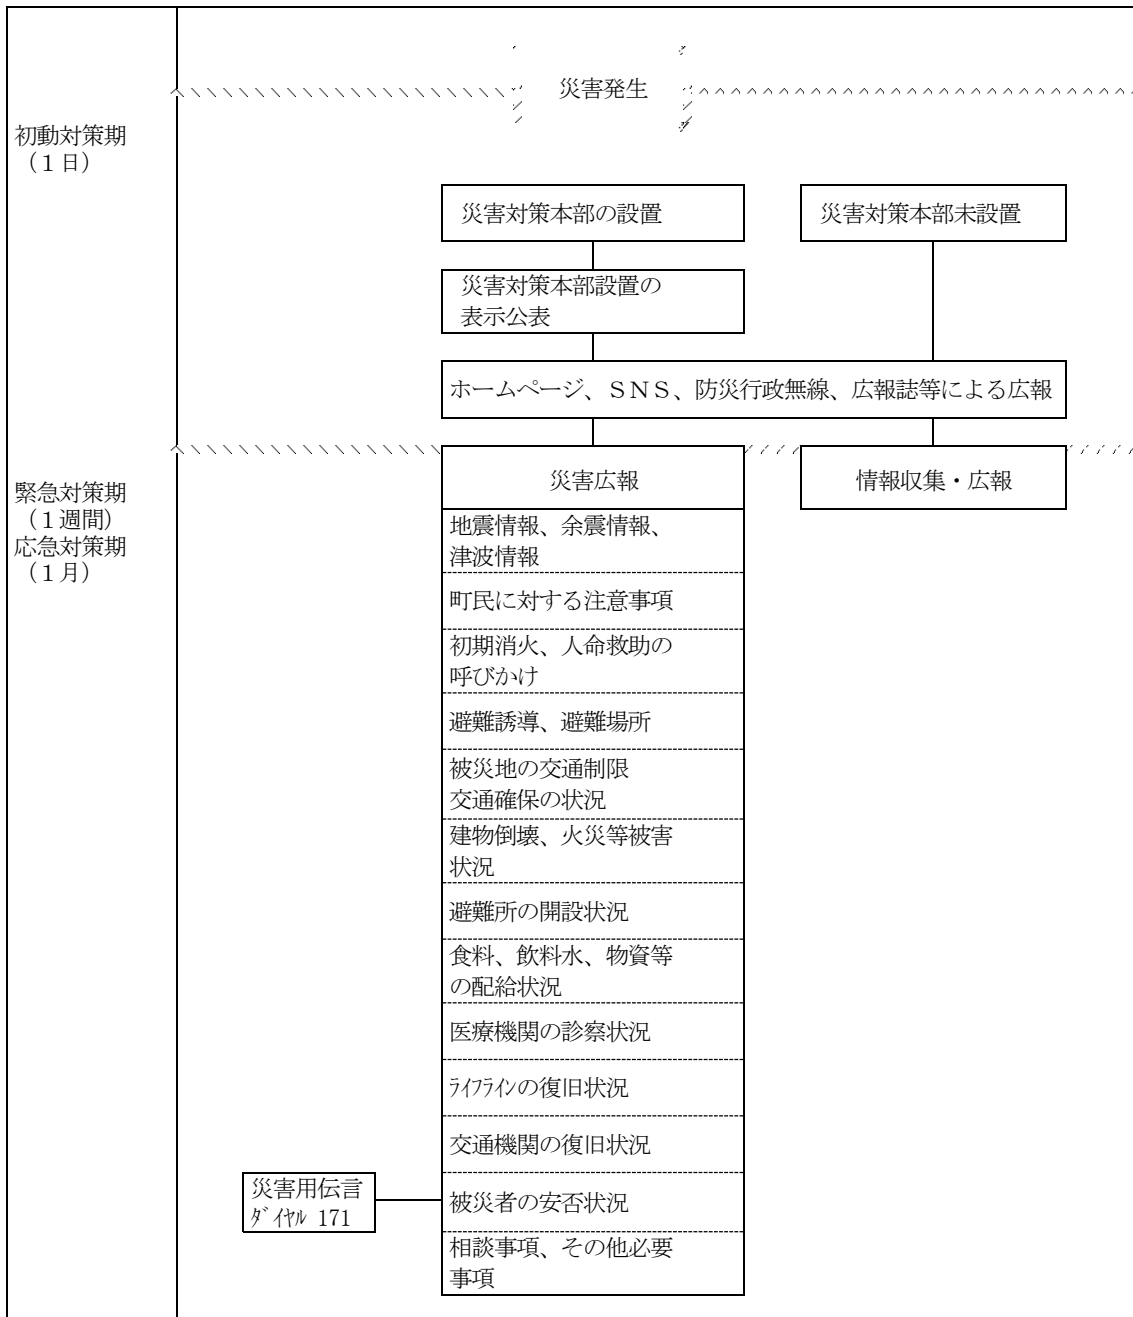 災害発生
初動対策期
（１日）
災害対策本部の設置
災害対策本部未設置
災害対策本部設置の
表示公表
ホームページ、ＳＮＳ、防災行政無線、広報誌等による広報
緊急対策期
（１週間）
応急対策期
（１月）
災害広報
情報収集・広報
地震情報、余震情報、
津波情報
町民に対する注意事項
初期消火、人命救助の
呼びかけ
避難誘導、避難場所
被災地の交通制限
交通確保の状況
建物倒壊、火災等被害
状況
避難所の開設状況
食料、飲料水、物資等
の配給状況
医療機関の診察状況
ﾗｲﾌﾗｲﾝの復旧状況
交通機関の復旧状況
災害用伝言
ﾀﾞｲﾔﾙ 171
被災者の安否状況
相談事項、その他必要
事項